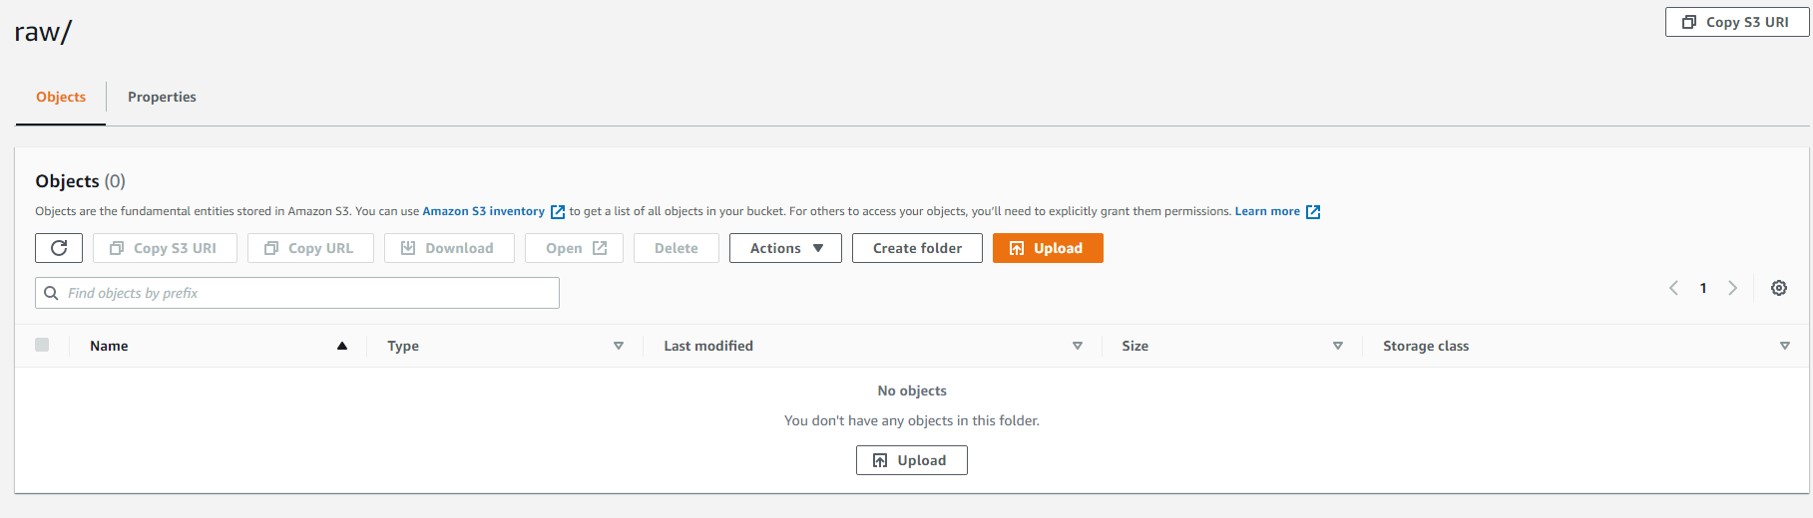 raw/
Copy S3 URI
Objects Properties
Objects (0)
Objects are the fundamental entities stored in Amazon S3. You can use Amazon S3 inventory to get a list of all objects in your bucket. For others to access your objects, you'll need to explicitly grant them permissions. Learn more
Copy S3 URI Copy URL Download Open Delete Actions Create folder Upload
Find objects by prefix
1
Name Type Last modified Size Storage class
No objects
You don't have any objects in this folder.
Upload